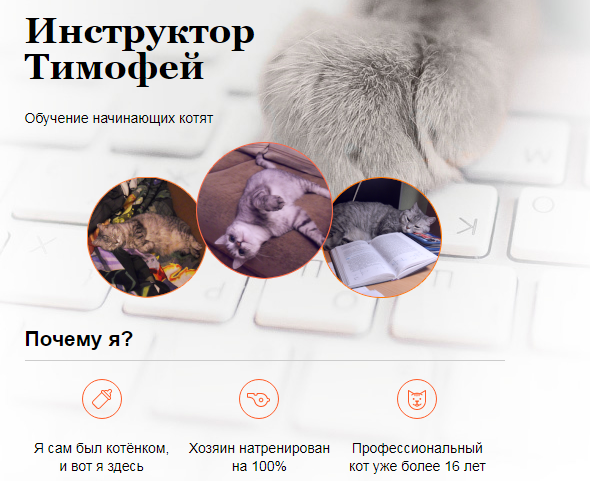 Инструктор
Тимофей
Обучение начинающих котят
Почему я?
Я сам был котёнком,
и вот я здесь
Хозяин натренирован
на 100%
Профессиональный
кот уже более 16 лет